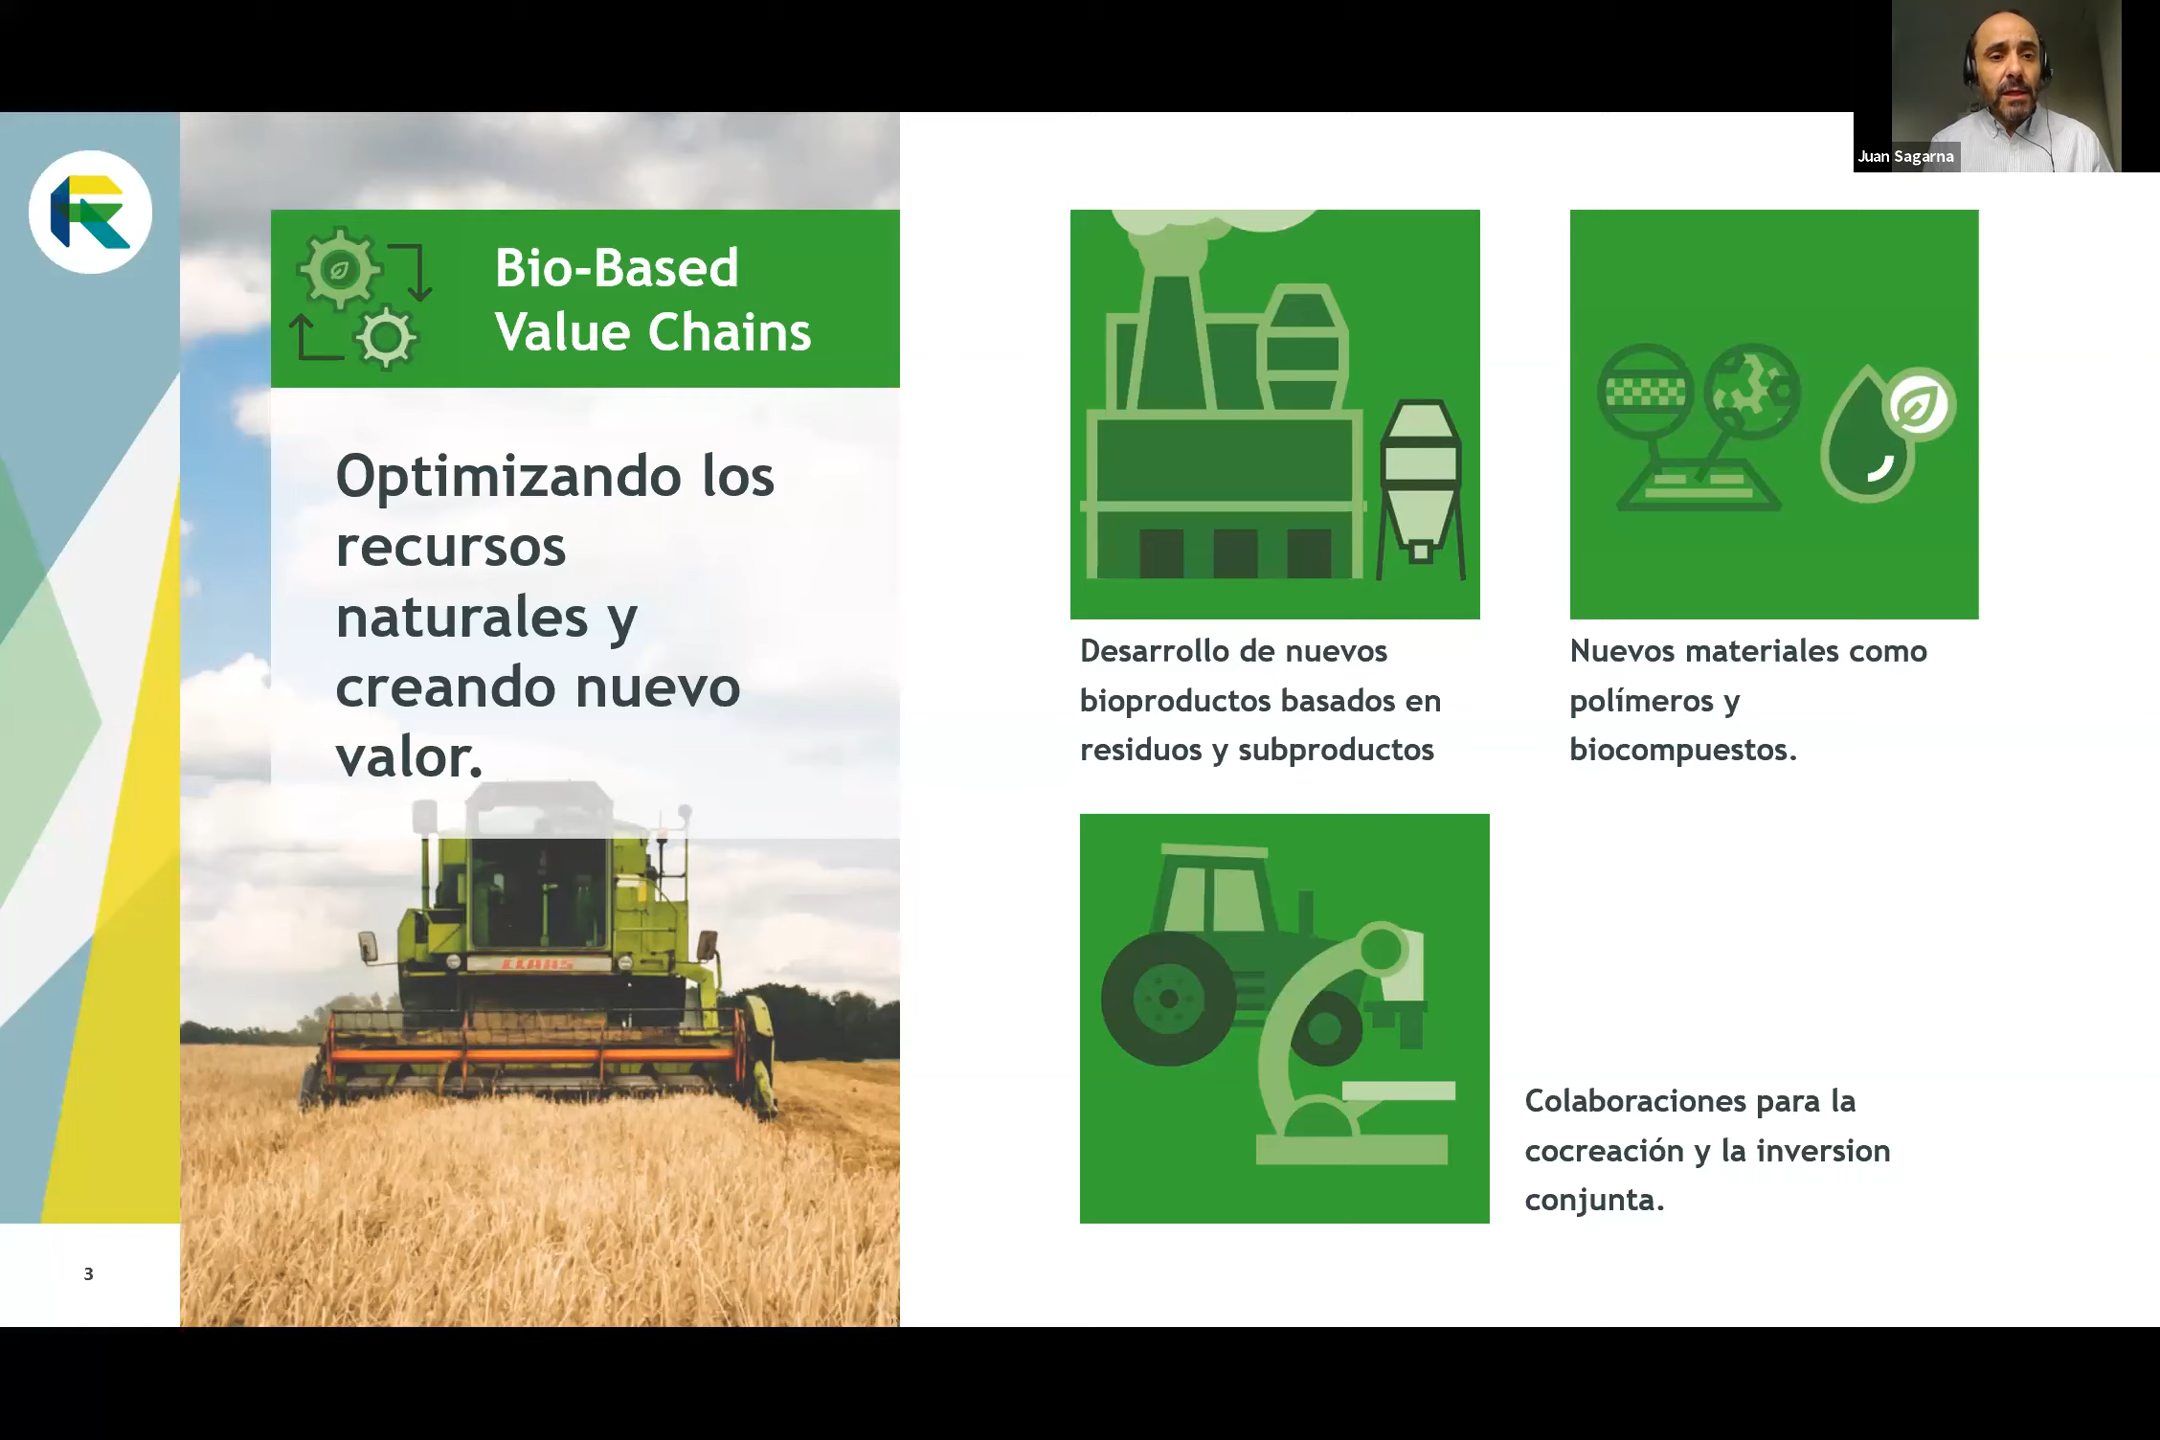 Juan Sagarna
Bio-Based
Value Chains
Optimizando los
recursos
naturales y
creando nuevo
valor.
CLAAS
Desarrollo de nuevos
bioproductos basados en
residuos y subproductos
Nuevos materiales como
polímeros y
biocompuestos.
Colaboraciones para la
cocreación y la inversion
conjunta.
3